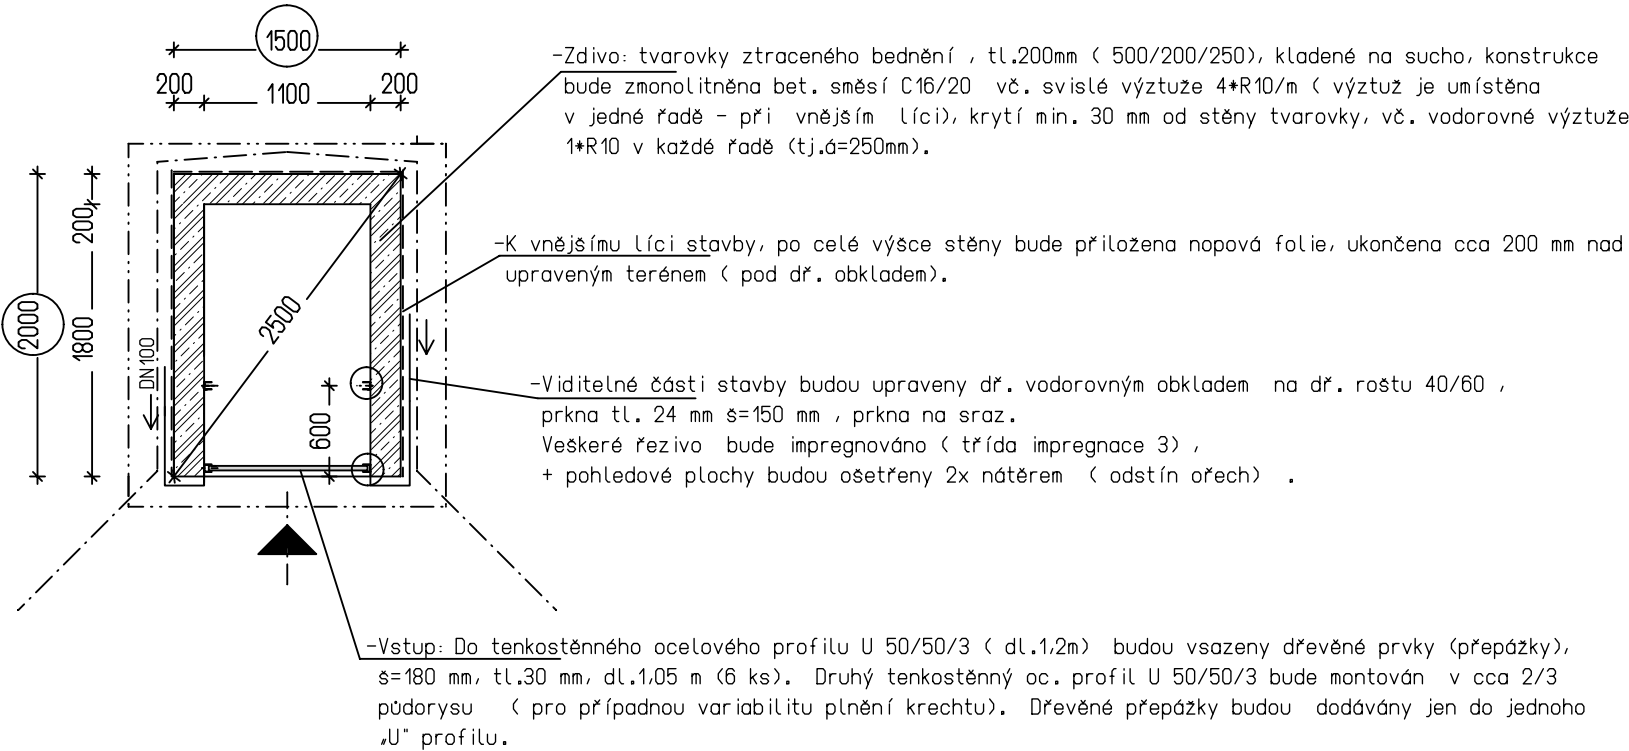 1500
200
200
1100
-Zdivo: tvarovky ztraceného bednění , tl.200mm ( 500/200/250), kladené na sucho, konstrukce
bude zmonolitněna bet. směsí C16/20 vč. svislé výztuže 4*R10/m ( výztuž je umístěna
v jedné řadě - při vnějším líci), krytí min. 30 mm od stěny tvarovky, vč. vodorovné výztuže
1*R10 v každé řadě (tj.á=250mm).
200
-K vnějšímu líci stavby, po celé výšce stěny bude přiložena nopová folie, ukončena cca 200 mm nad
upraveným terénem ( pod dř. obkladem).
2000
1800
2500
DN100
600
-Viditelné části stavby budou upraveny dř. vodorovným obkladem na dř. roštu 40/60 ,
prkna tl. 24 mm š=150 mm , prkna na sraz.
Veškeré řezivo bude impregnováno ( třída impregnace 3) ,
+ pohledové plochy budou ošetřeny 2x nátěrem ( odstín ořech) .
-Vstup: Do tenkostěnného ocelového profilu U 50/50/3 ( dl.1,2m) budou vsazeny dřevěné prvky (přepážky),
š=180 mm, tl.30 mm, dl.1,05 m (6 ks). Druhý tenkostěnný oc. profil U 50/50/3 bude montován v cca 2/3
půdorysu ( pro případnou variabilitu plnění krechtu). Dřevěné přepážky budou dodávány jen do jednoho
„U" profilu.